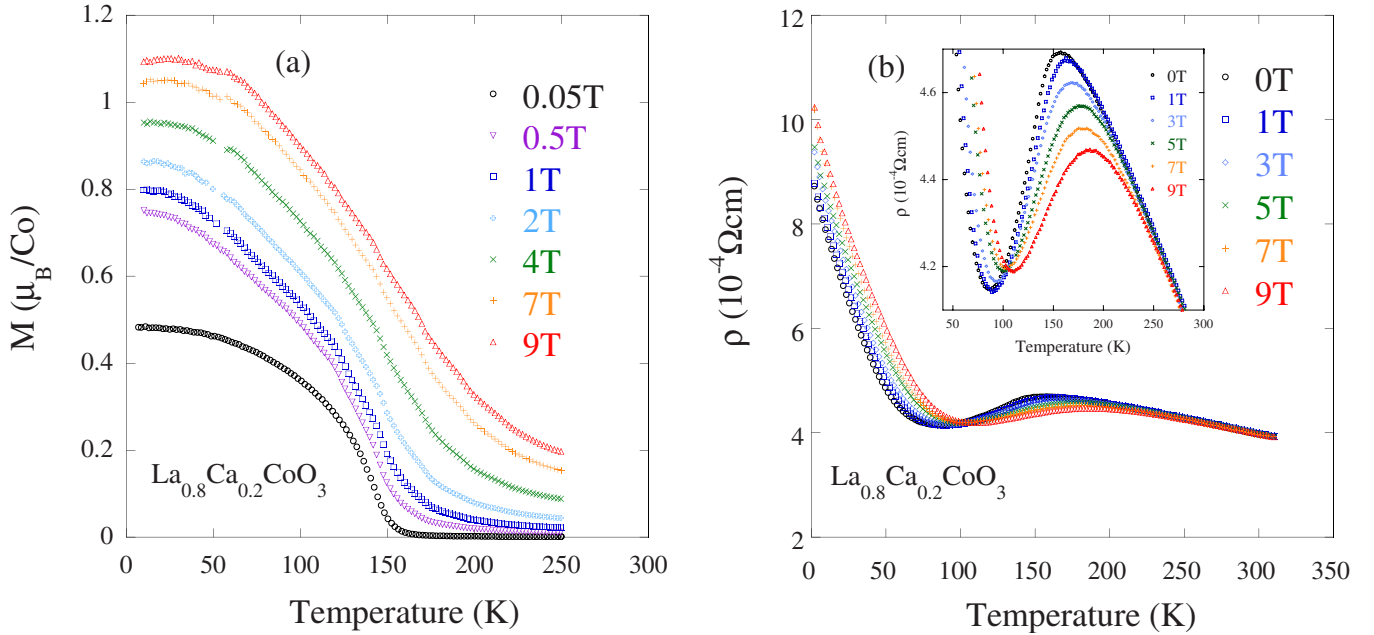 (a)
M (μB/Co)
1.2
1
0.8
0.6
0.4
0.2
0
0.05T
0.5T
1T
2T
4T
7T
9T
La0.8Ca0.2CoO3
0 50 100 150 200 250 300
Temperature (K)
(b)
ρ (10-4Ωcm)
12
10
8
6
4
2
0T
1T
3T
5T
7T
9T
ρ (10-4Ωcm)
4.6
4.4
4.2
0T
1T
3T
5T
7T
9T
50 100 150 200 250 300
Temperature (K)
La0.8Ca0.2CoO3
0 50 100 150 200 250 300 350
Temperature (K)